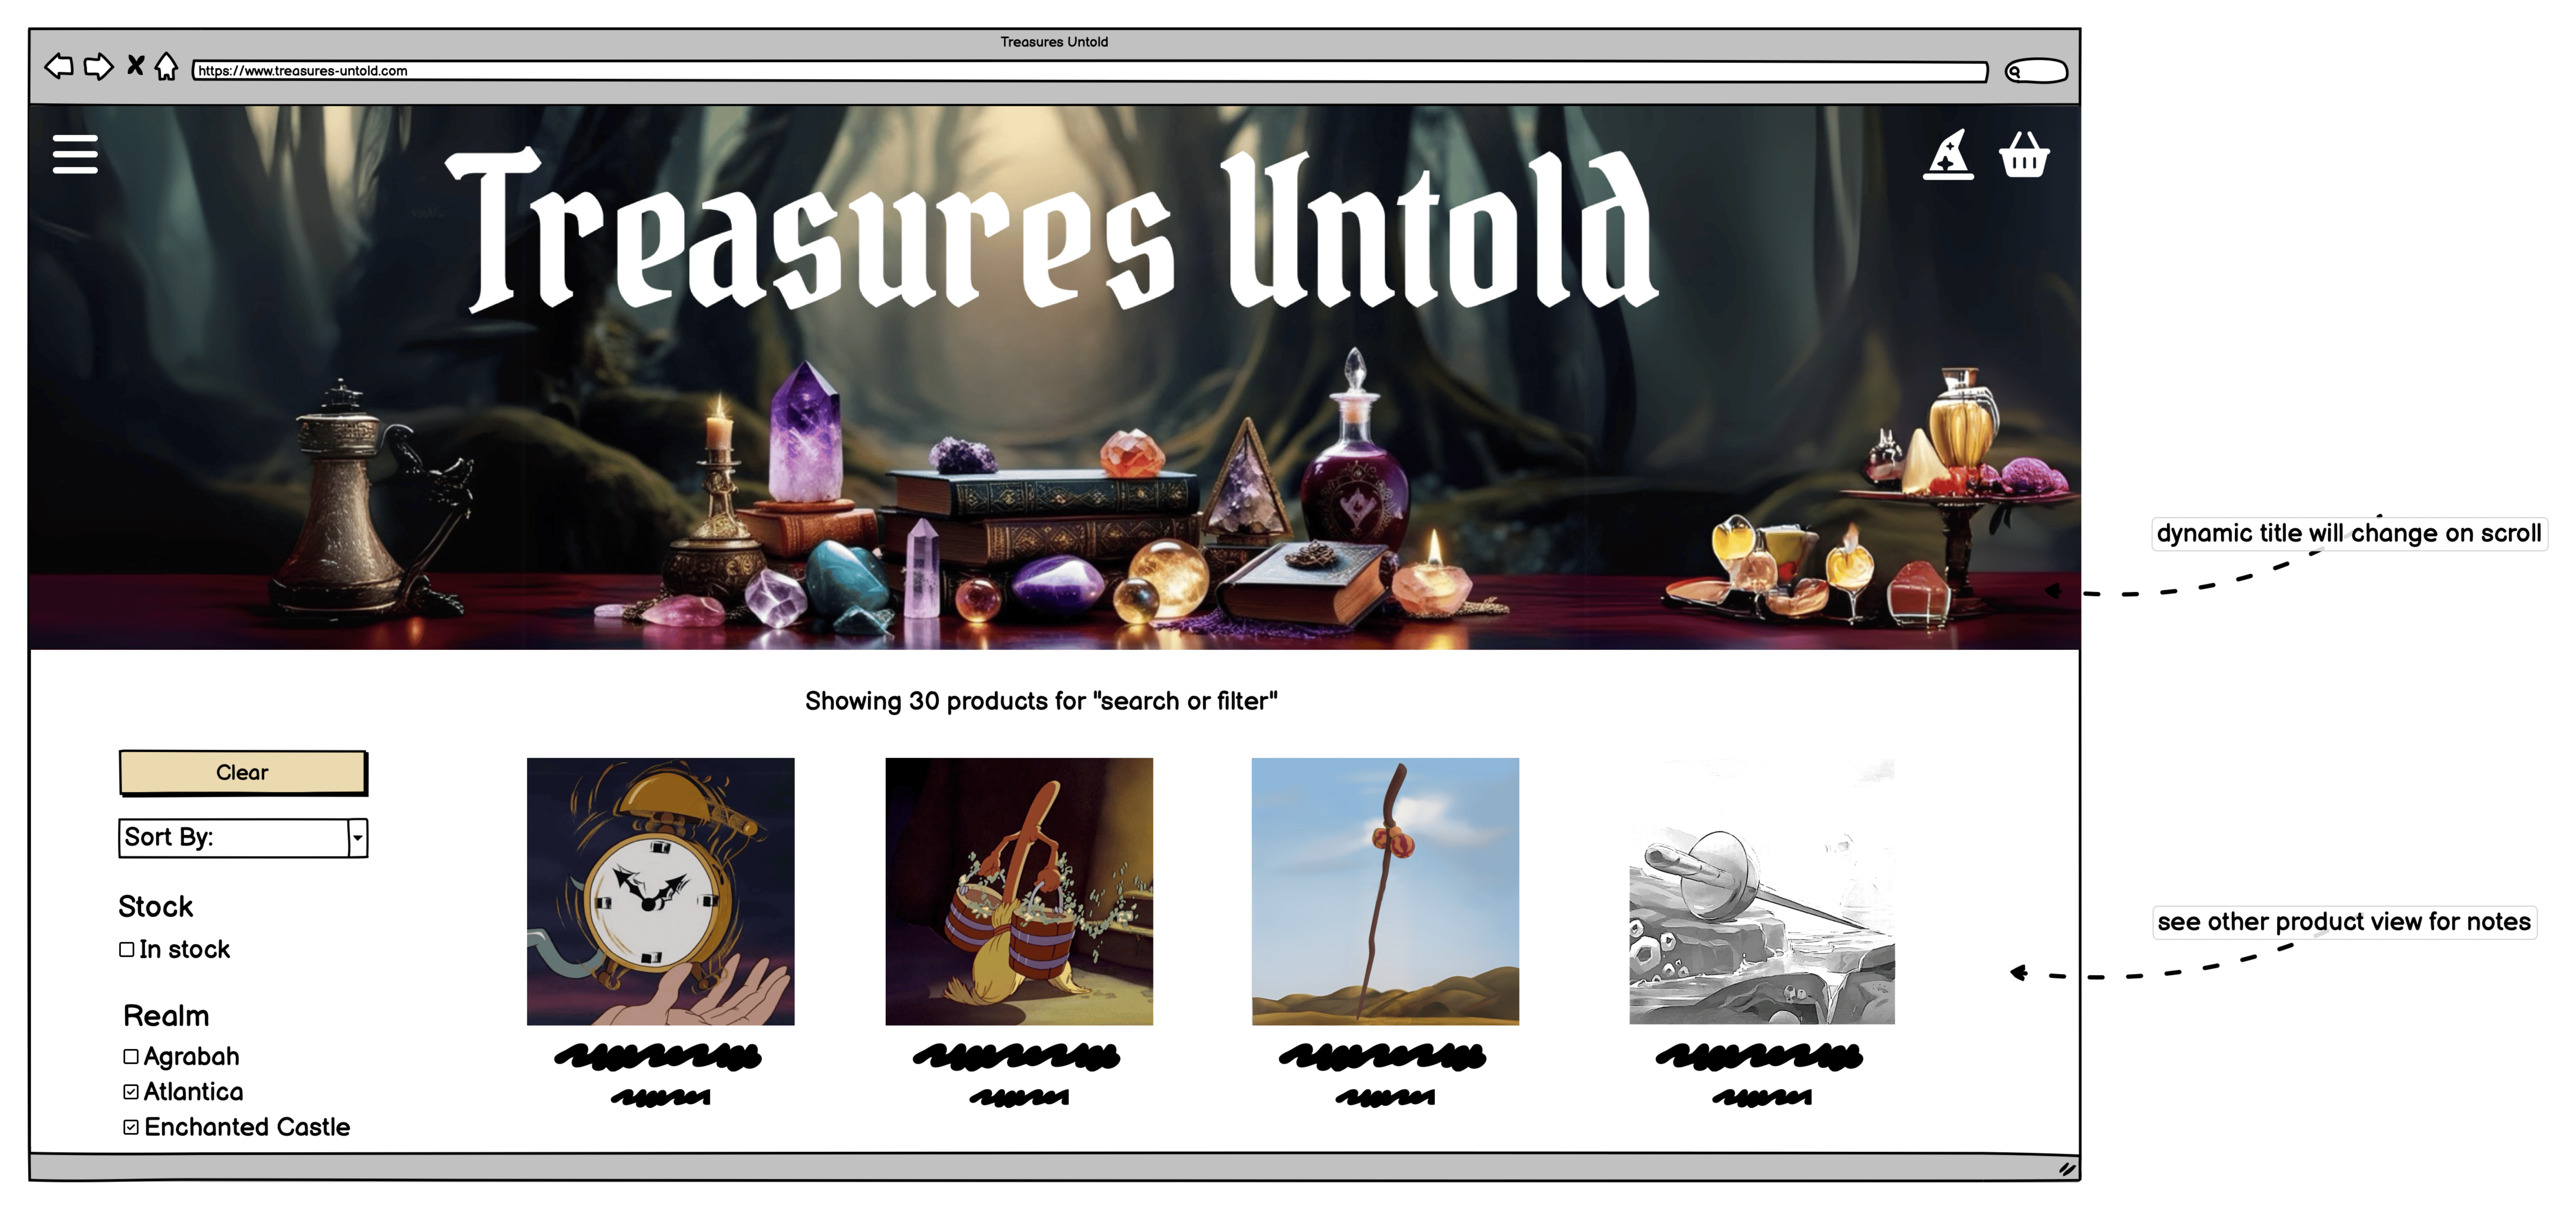 Treasures Untold
https://www.treasures-untold.com
Treasures Untold
dynamic title will change on scroll
Showing 30 products for "search or filter"
Clear
Sort By:
Stock
In stock
Realm
Agrabah
Atlantica
Enchanted Castle
see other product view for notes